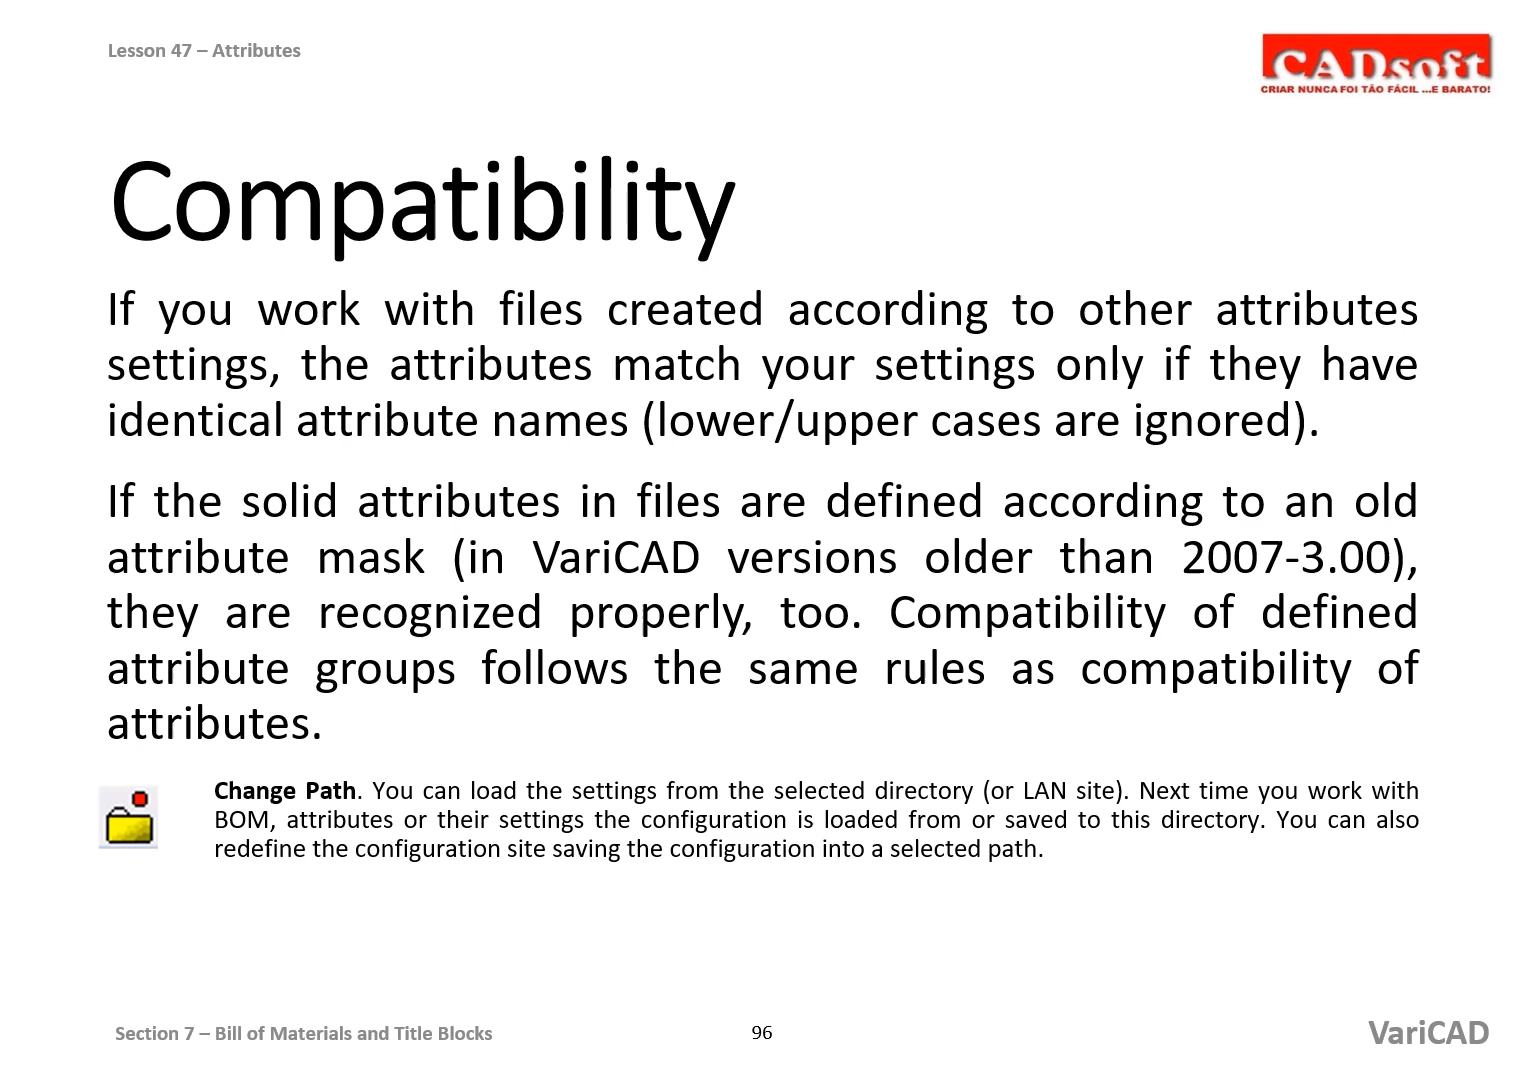 Lesson 47 – Attributes
CADsoft
CRIAR NUNCA FOI TÃO FÁCIL ...E BARATO!
Compatibility
If you work with files created according to other attributes
settings, the attributes match your settings only if they have
identical attribute names (lower/upper cases are ignored).
If the solid attributes in files are defined according to an old
attribute mask (in VariCAD versions older than 2007-3.00),
they are recognized properly, too. Compatibility of defined
attribute groups follows the same rules as compatibility of
attributes.
Change Path. You can load the settings from the selected directory (or LAN site). Next time you work with
BOM, attributes or their settings the configuration is loaded from or saved to this directory. You can also
redefine the configuration site saving the configuration into a selected path.
Section 7 – Bill of Materials and Title Blocks
96
VariCAD